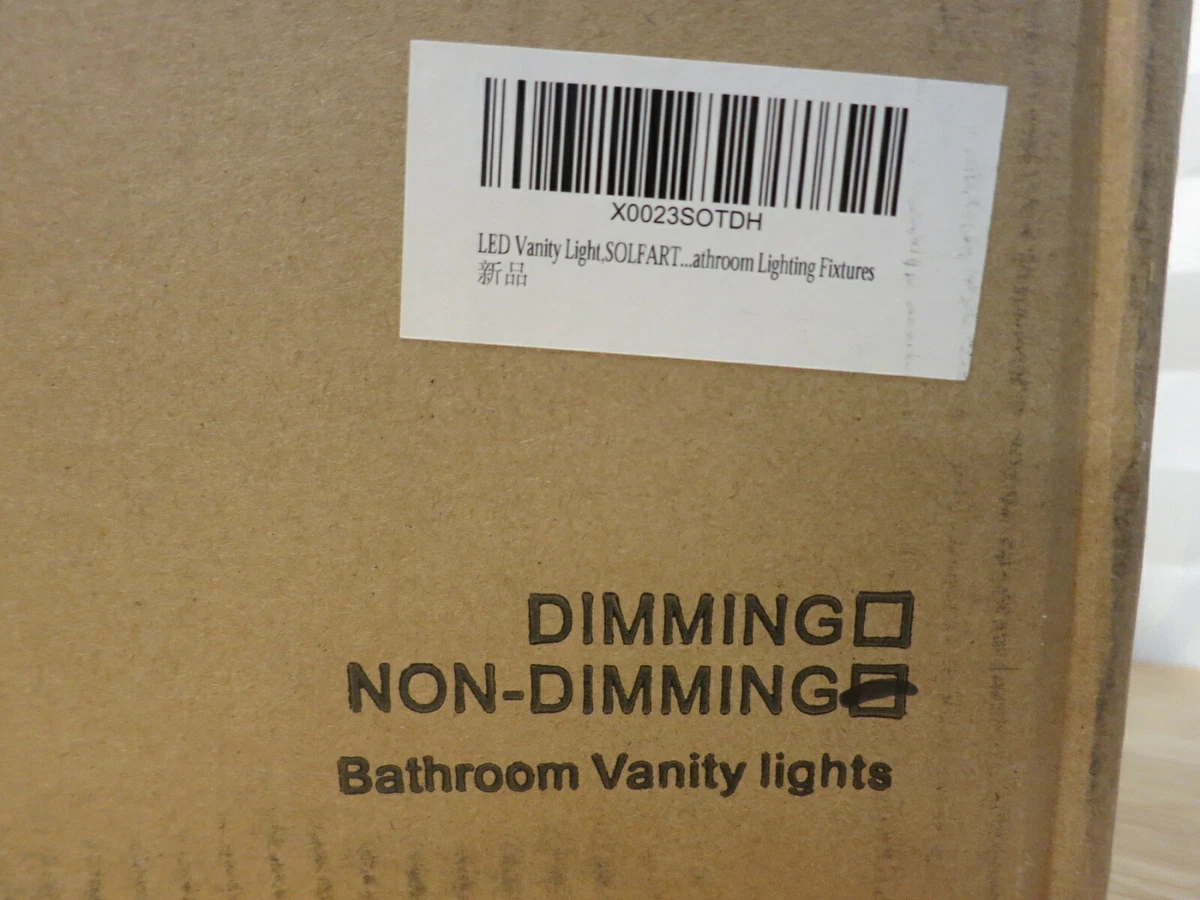 X0023SOTDH
LED Vanity Light,SOLFART...athroom Lighting Fixtures
新品
DIMMING
NON-DIMMING
Bathroom Vanity lights